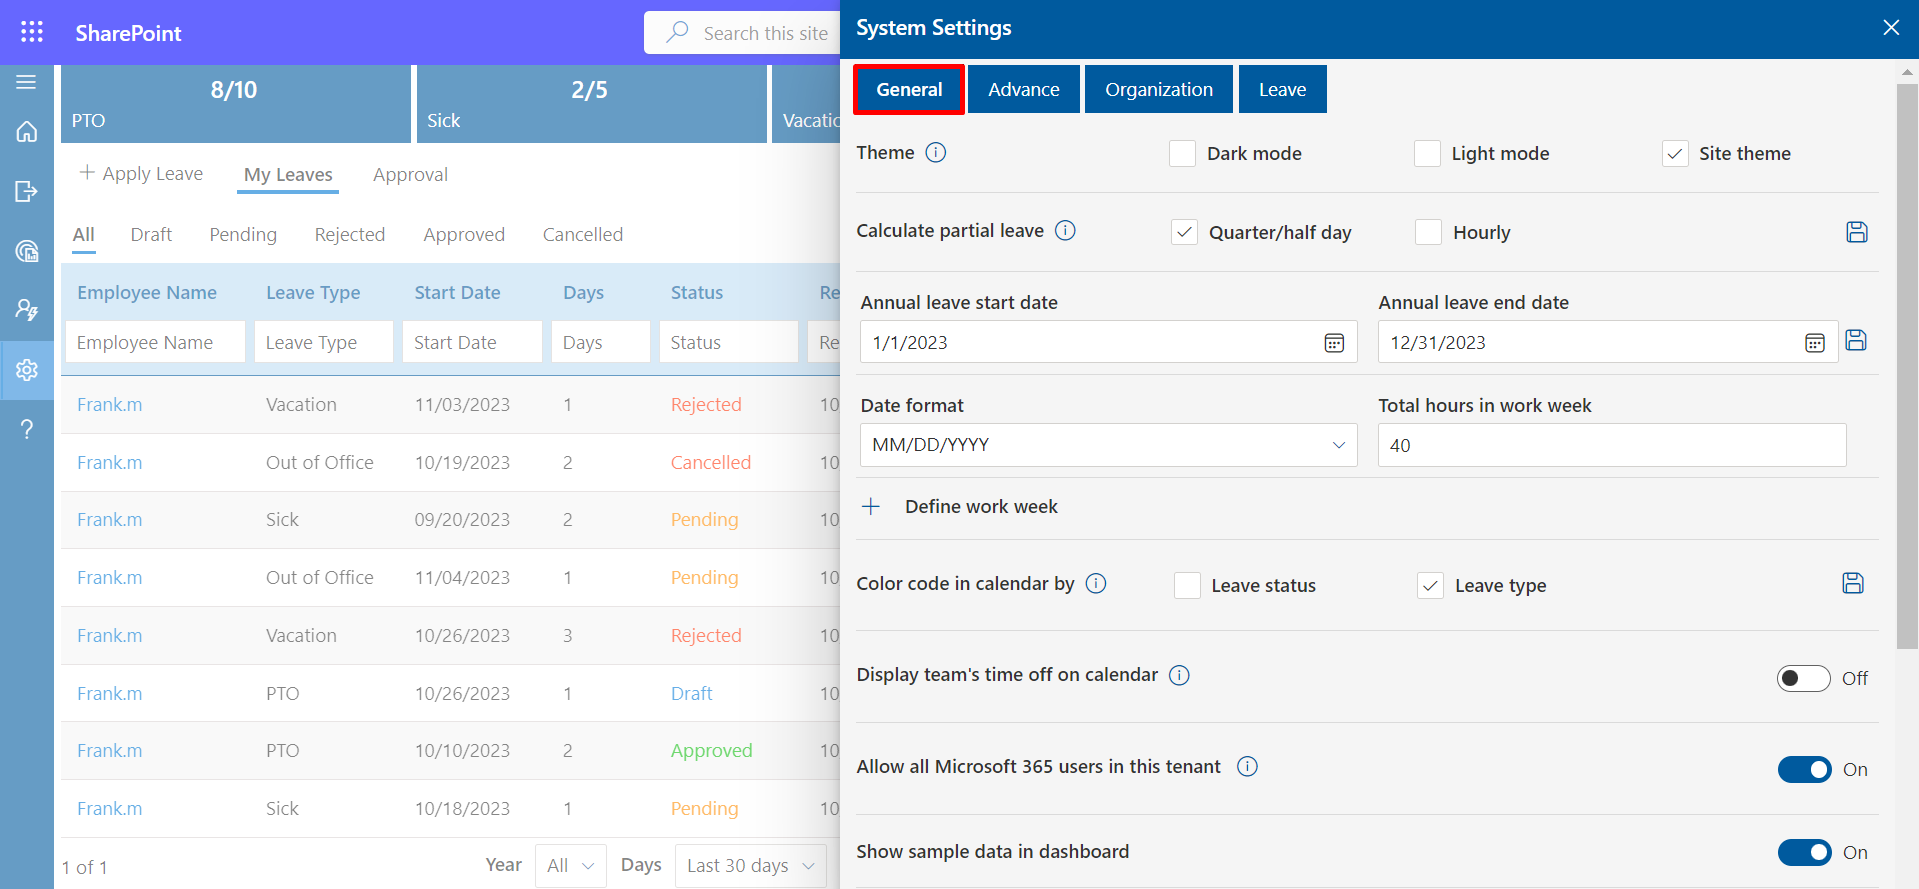 SharePoint
Search this site
8/10
PTO
2/5
Sick
Vacatio
Apply Leave
My Leaves
Approval
All
Draft
Pending
Rejected
Approved
Cancelled
Employee Name Leave Type Start Date Days Status Re
Employee Name Leave Type Start Date Days Status Re
Frank.m Vacation 11/03/2023 1 Rejected 10
Frank.m Out of Office 10/19/2023 2 Cancelled 10
Frank.m Sick 09/20/2023 2 Pending 10
Frank.m Out of Office 11/04/2023 1 Pending 10
Frank.m Vacation 10/26/2023 3 Rejected 10
Frank.m PTO 10/26/2023 1 Draft 10
Frank.m PTO 10/10/2023 2 Approved 10
Frank.m Sick 10/18/2023 1 Pending 10
1 of 1
Year All Days Last 30 days
System Settings
General Advance Organization Leave
Theme Dark mode Light mode Site theme
Calculate partial leave Quarter/half day Hourly
Annual leave start date Annual leave end date
1/1/2023 12/31/2023
Date format Total hours in work week
MM/DD/YYYY 40
Define work week
Color code in calendar by Leave status Leave type
Display team's time off on calendar Off
Allow all Microsoft 365 users in this tenant On
Show sample data in dashboard On